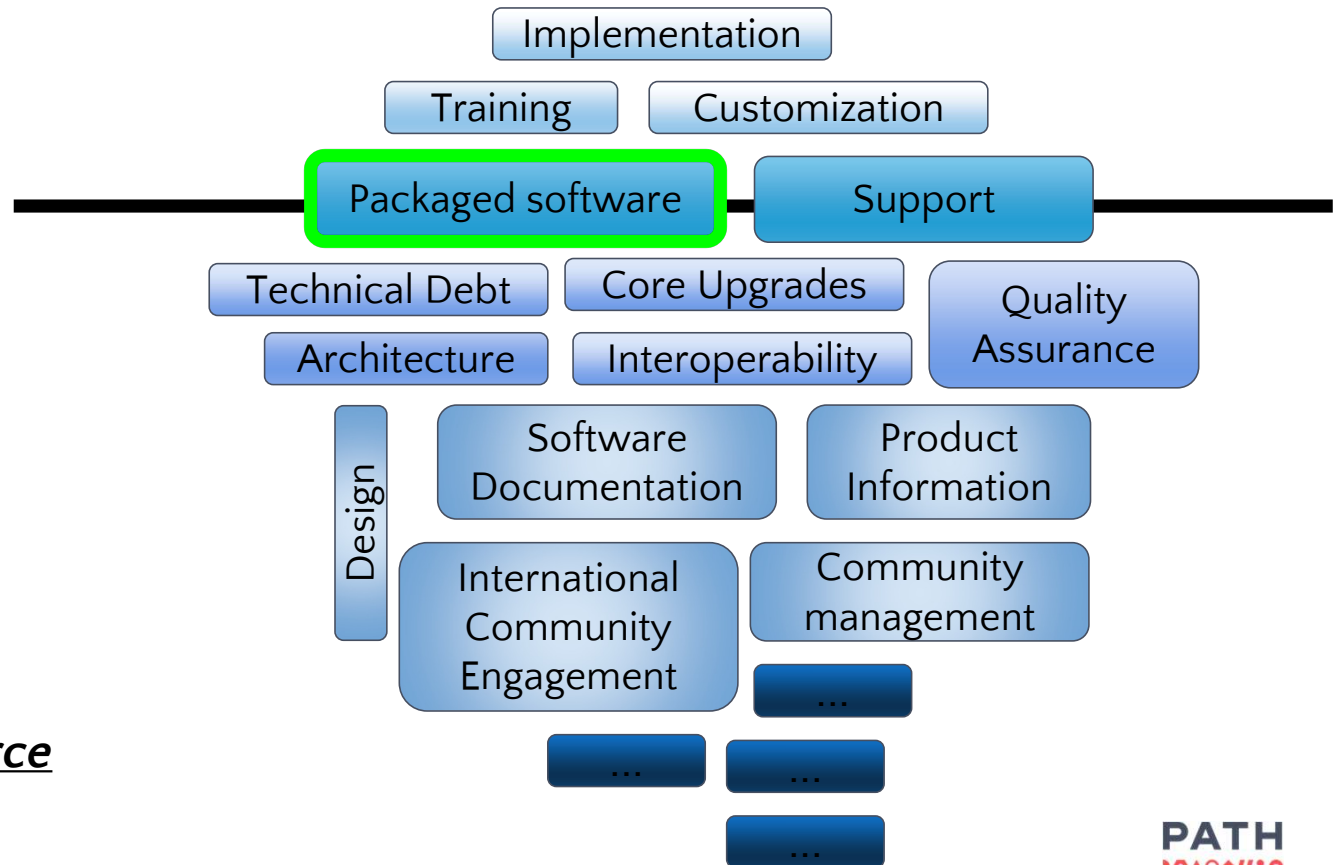 Implementation
Training
Customization
Packaged software
Support
Technical Debt
Core Upgrades
Quality
Assurance
Architecture
Interoperability
Design
Software
Documentation
Product
Information
International
Community
Engagement
Community
management
...
...
...
...
rce
PATH